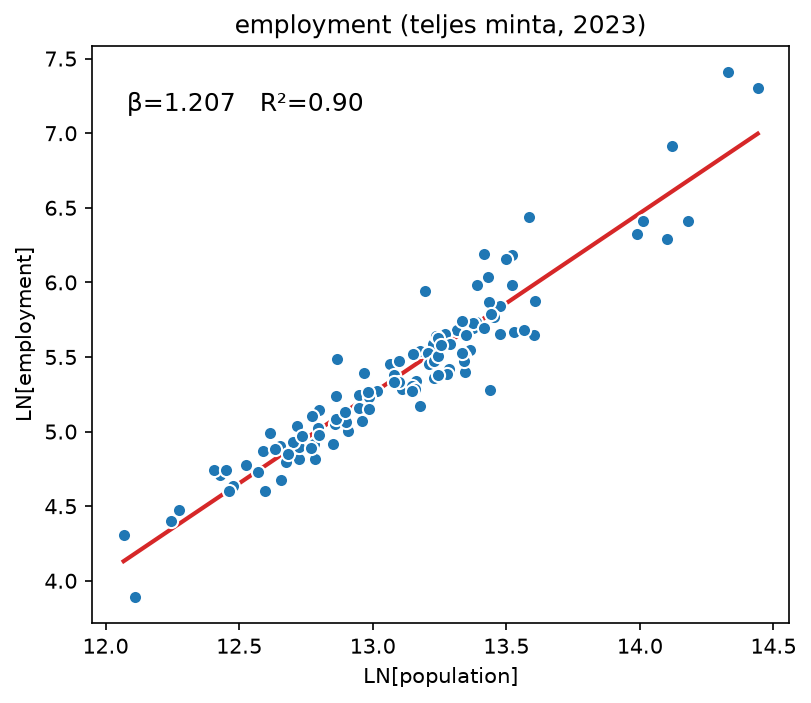 employment (teljes minta, 2023)
β=1.207 R²=0.90
LN[employment]
7.5
7.0
6.5
6.0
5.5
5.0
4.5
4.0
12.0 12.5 13.0 13.5 14.0 14.5
LN[population]